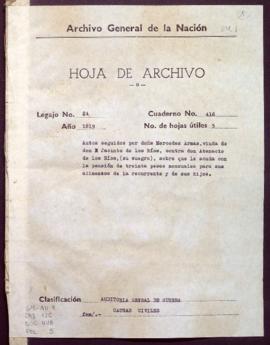 Archivo General de la Nación
HOJA DE ARCHIVO
Legajo No. 84 Cuaderno No. 418
Año 1819 No. de hojas útiles 5
Autos seguidos por doña Mercedes Armas, viuda de
don Jacinto de los Ríos, contra don Atanacio
de los Ríos, (su suegro), sobre que le acuda con
la pensión de treinta pesos mensuales para sus
alimentos de la recurrente y de sus hijos.
Clasificación AUDITORIA GENERAL DE GUERRA
CAUSAS CIVILES
fes/.-